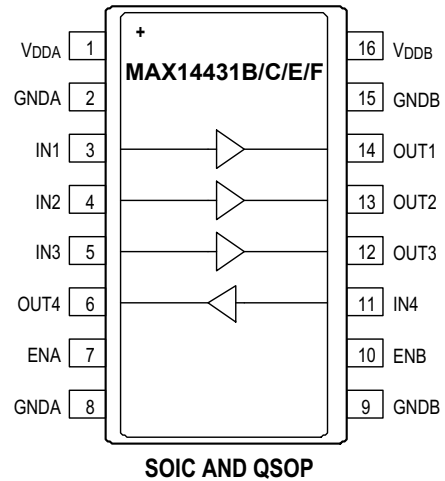 +
MAX14431B/C/E/F
VDDA 1 16 VDDB
GNDA 2 15 GNDB
IN1 3 14 OUT1
IN2 4 13 OUT2
IN3 5 12 OUT3
OUT4 6 11 IN4
ENA 7 10 ENB
GNDA 8 9 GNDB
SOIC AND QSOP